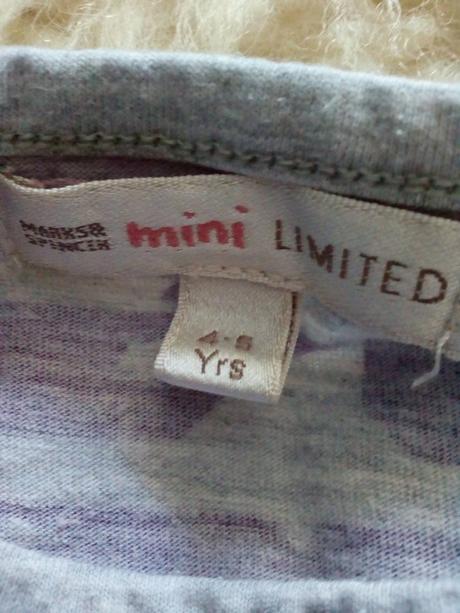 MARKS&
SPENCER
mini LIMITED
4-5
Yrs